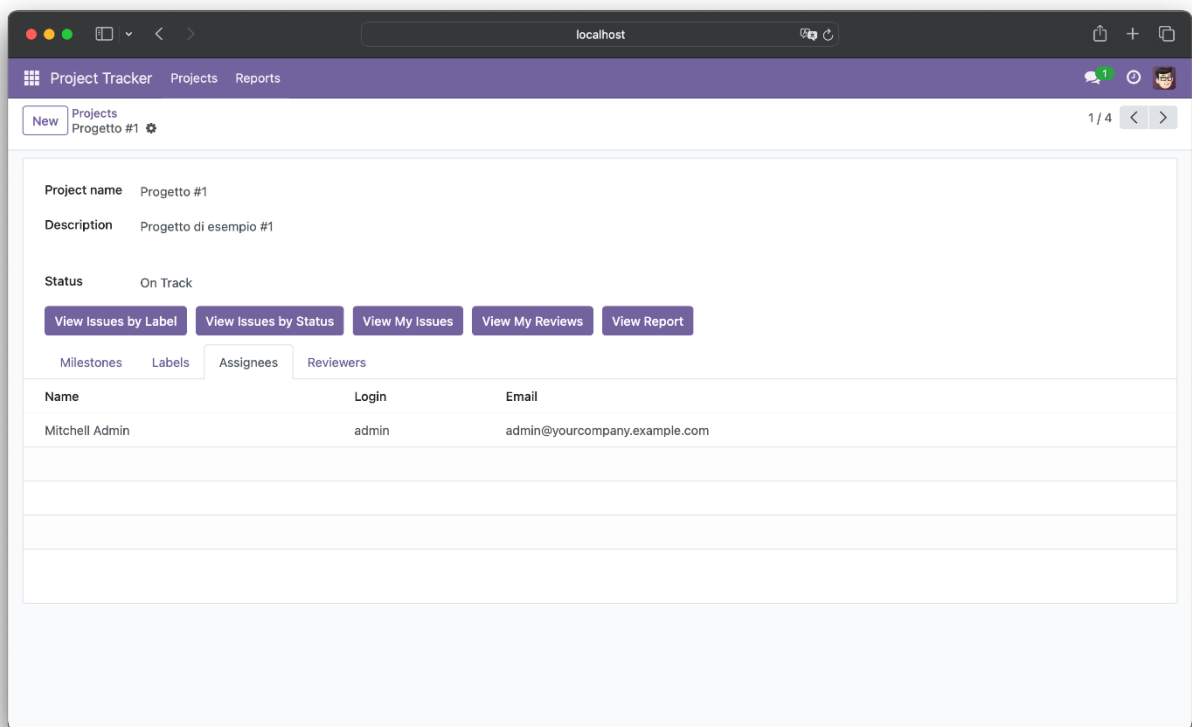 localhost
Project Tracker Projects Reports 1
New Projects
Progetto #1
1 / 4
Project name Progetto #1
Description Progetto di esempio #1
Status On Track
View Issues by Label View Issues by Status View My Issues View My Reviews View Report
Milestones Labels Assignees Reviewers
Name Login Email
Mitchell Admin admin admin@yourcompany.example.com